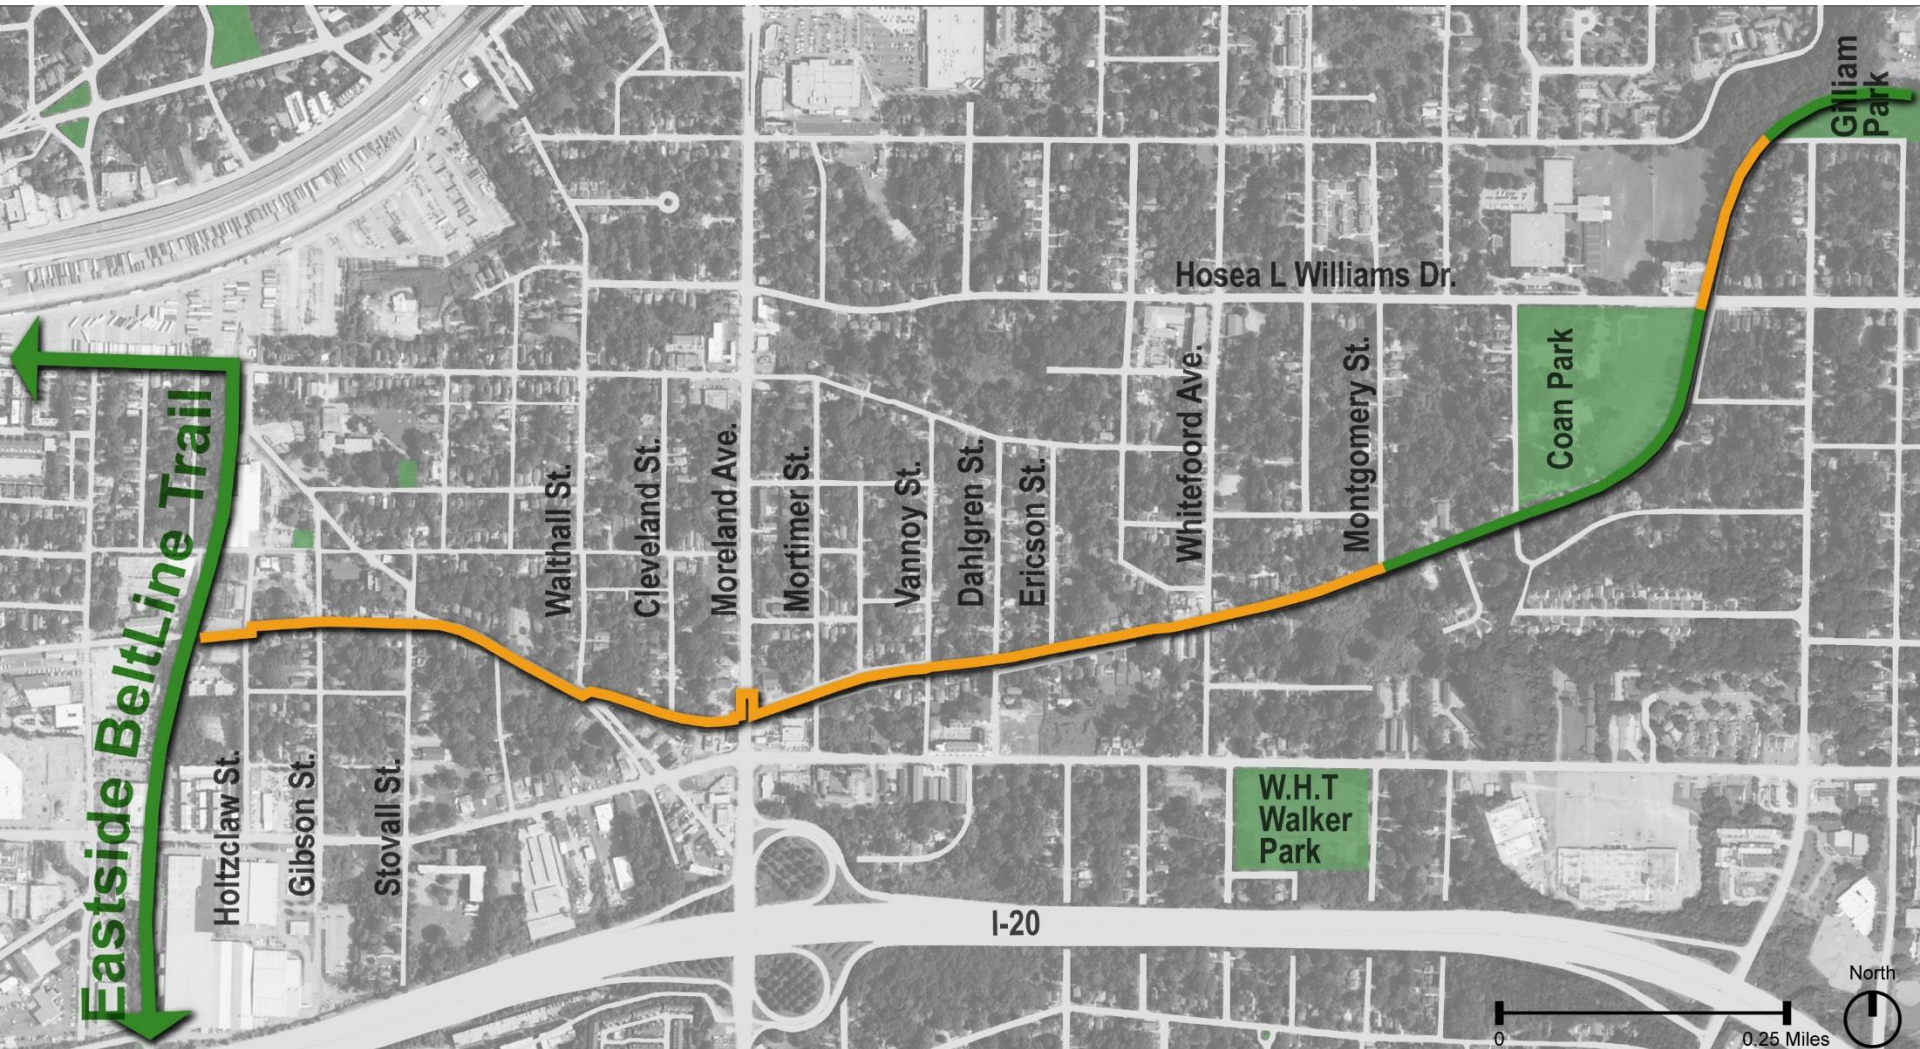 Gilliam
Park
Hosea L Williams Dr.
Coan Park
Eastside BeltLine Trail
Walthall St.
Cleveland St.
Moreland Ave.
Mortimer St.
Vannoy St.
Dahlgren St.
Ericson St.
Whitefoord Ave.
Montgomery St.
Holtzclaw St.
Gibson St.
Stovall St.
W.H.T
Walker
Park
I-20
North
0
0.25 Miles